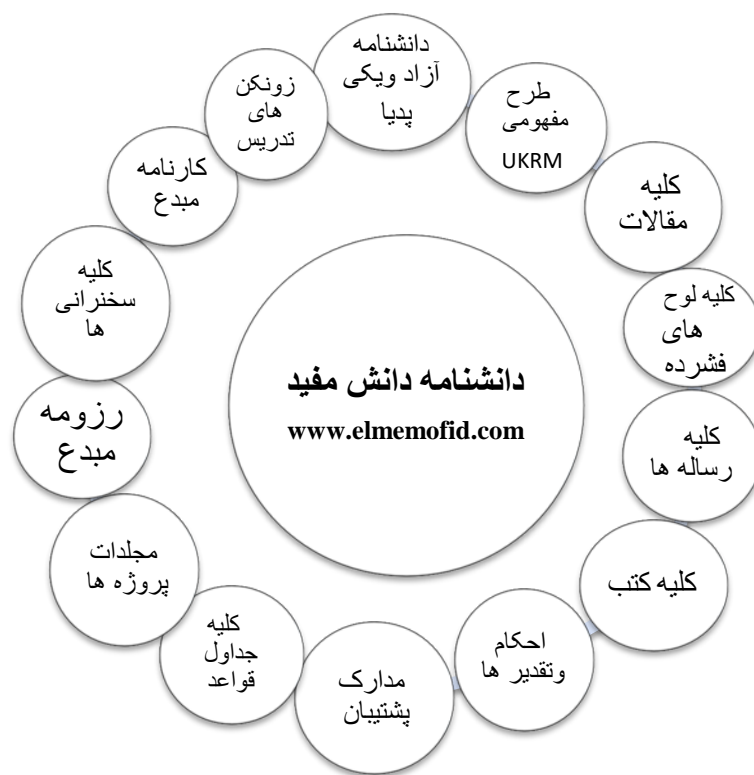 دانشنامه
آزاد ویکی
پدیا
طرح
مفهومی
UKRM
کلیه
مقالات
کلیه لوح
های
فشرده
کلیه
رساله ها
کلیه کتب
احکام
وتقدیر ها
مدارک
پشتیبان
کلیه
جداول
قواعد
مجلدات
پروژه ها
رزومه
مبدع
کلیه
سخنرانی
ها
کارنامه
مبدع
زونکن
های
تدریس
دانشنامه دانش مفید
www.elmemofid.com